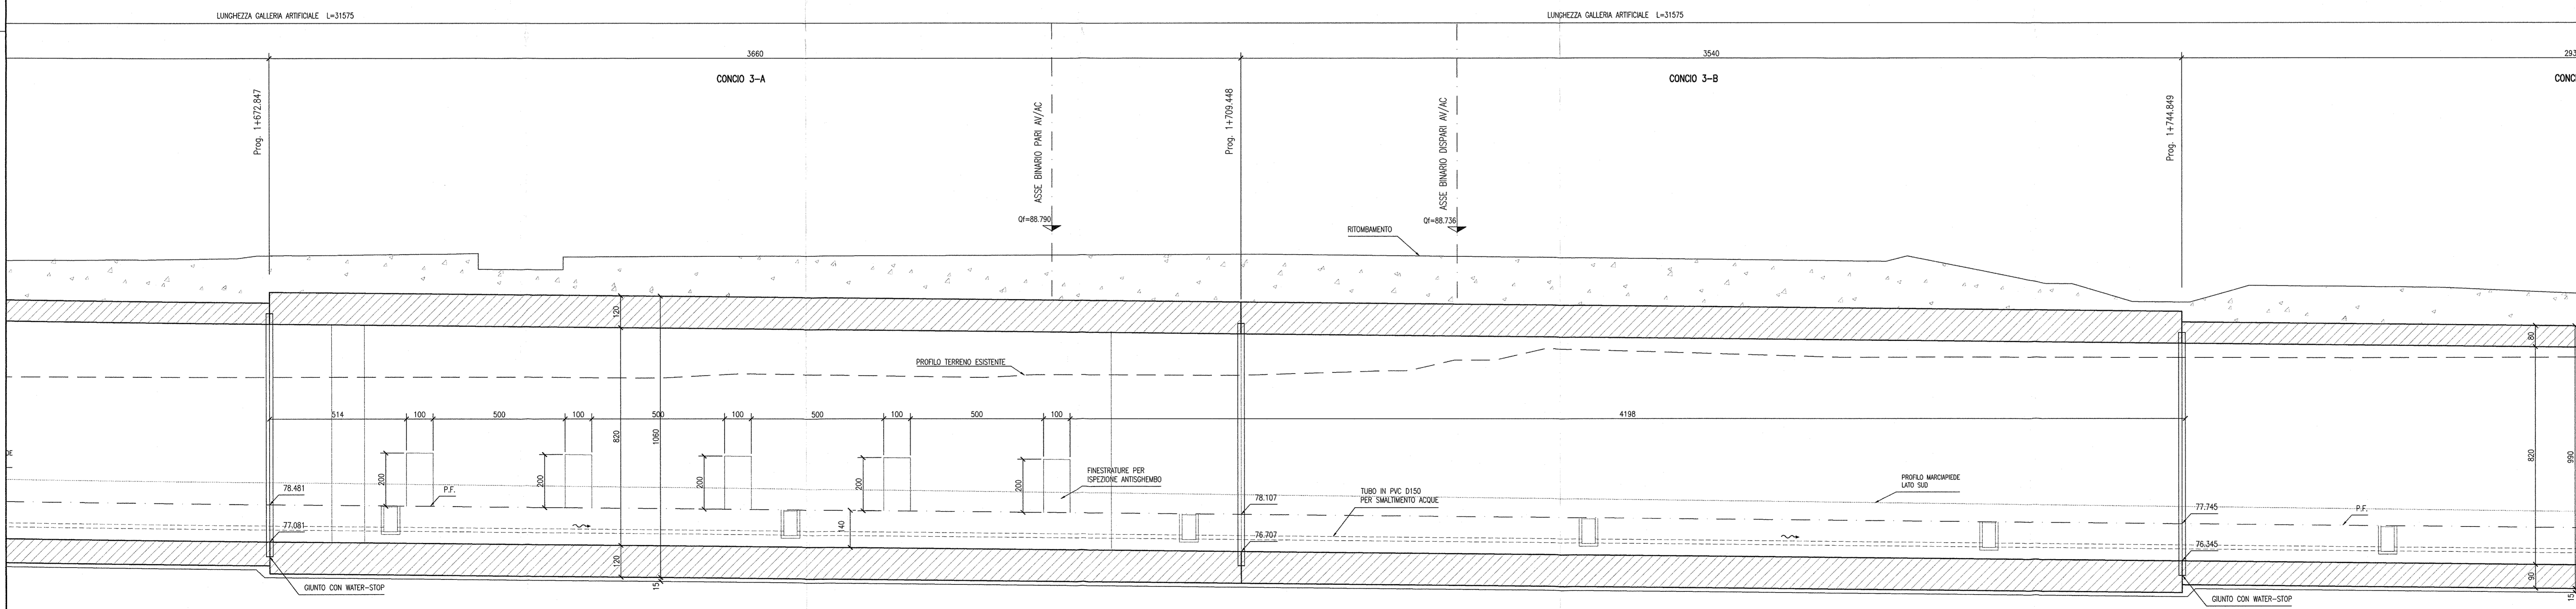 LUNGHEZZA GALLERIA ARTIFICIALE L=31575
LUNGHEZZA GALLERIA ARTIFICIALE L=31575
3660
3540
293
CONCIO 3-A
CONCIO 3-B
CONCI
Prog. 1+672.847
ASSE BINARIO PARI AV/AC
Prog. 1+709.448
ASSE BINARIO DISPARI AV/AC
Prog. 1+744.849
Qf=88.790
Qf=88.736
RITOMBAMENTO
120
80
PROFILO TERRENO ESISTENTE
514
100
500
100
500
100
500
100
500
100
4198
820
1060
820
990
DE
200
200
200
200
200
FINESTRATURE PER
ISPEZIONE ANTISGHEMBO
78.481
P.F.
78.107
TUBO IN PVC D150
PER SMALTIMENTO ACQUE
PROFILO MARCIAPIEDE
LATO SUD
77.745
P.F.
77.081
140
76.707
76.345
120
90
15
15
GIUNTO CON WATER-STOP
GIUNTO CON WATER-STOP